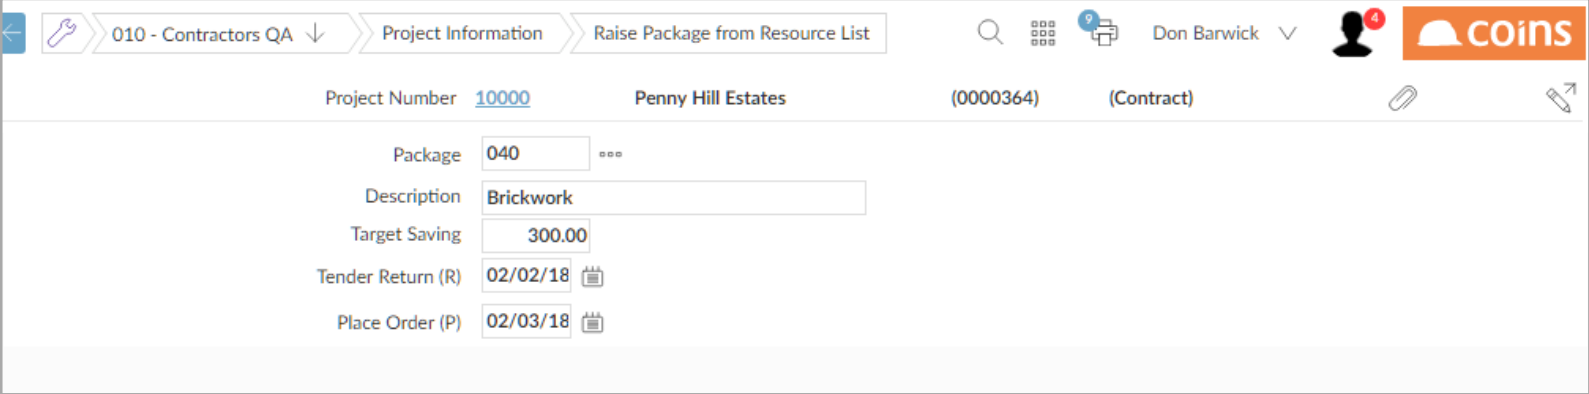 010 - Contractors QA Project Information Raise Package from Resource List 9 Don Barwick 4 coins
Project Number 10000 Penny Hill Estates (0000364) (Contract)
Package 040
Description Brickwork
Target Saving 300.00
Tender Return (R) 02/02/18
Place Order (P) 02/03/18